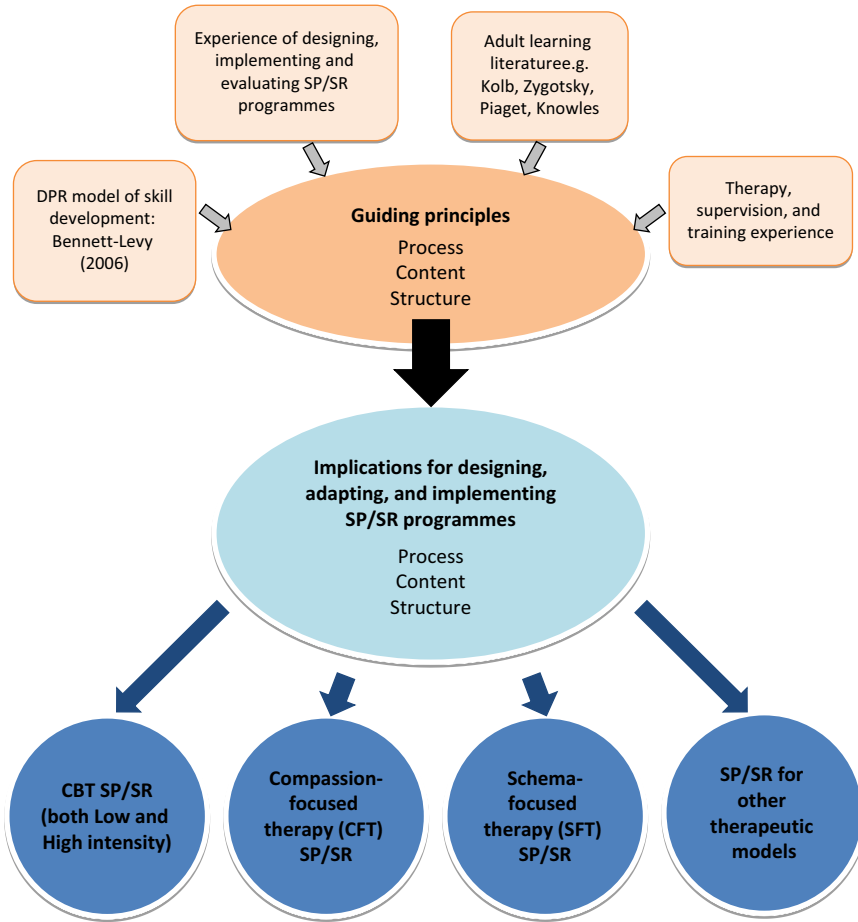 Experience of designing,
implementing and
evaluating SP/SR
programmes
Adult learning
literaturee.g.
Kolb, Zygotsky,
Piaget, Knowles
DPR model of skill
development:
Bennett-Levy
(2006)
Therapy,
supervision, and
training experience
Guiding principles
Process
Content
Structure
Implications for designing,
adapting, and implementing
SP/SR programmes
Process
Content
Structure
CBT SP/SR
(both Low and
High intensity)
Compassion-
focused
therapy (CFT)
SP/SR
Schema-
focused
therapy (SFT)
SP/SR
SP/SR for
other
therapeutic
models